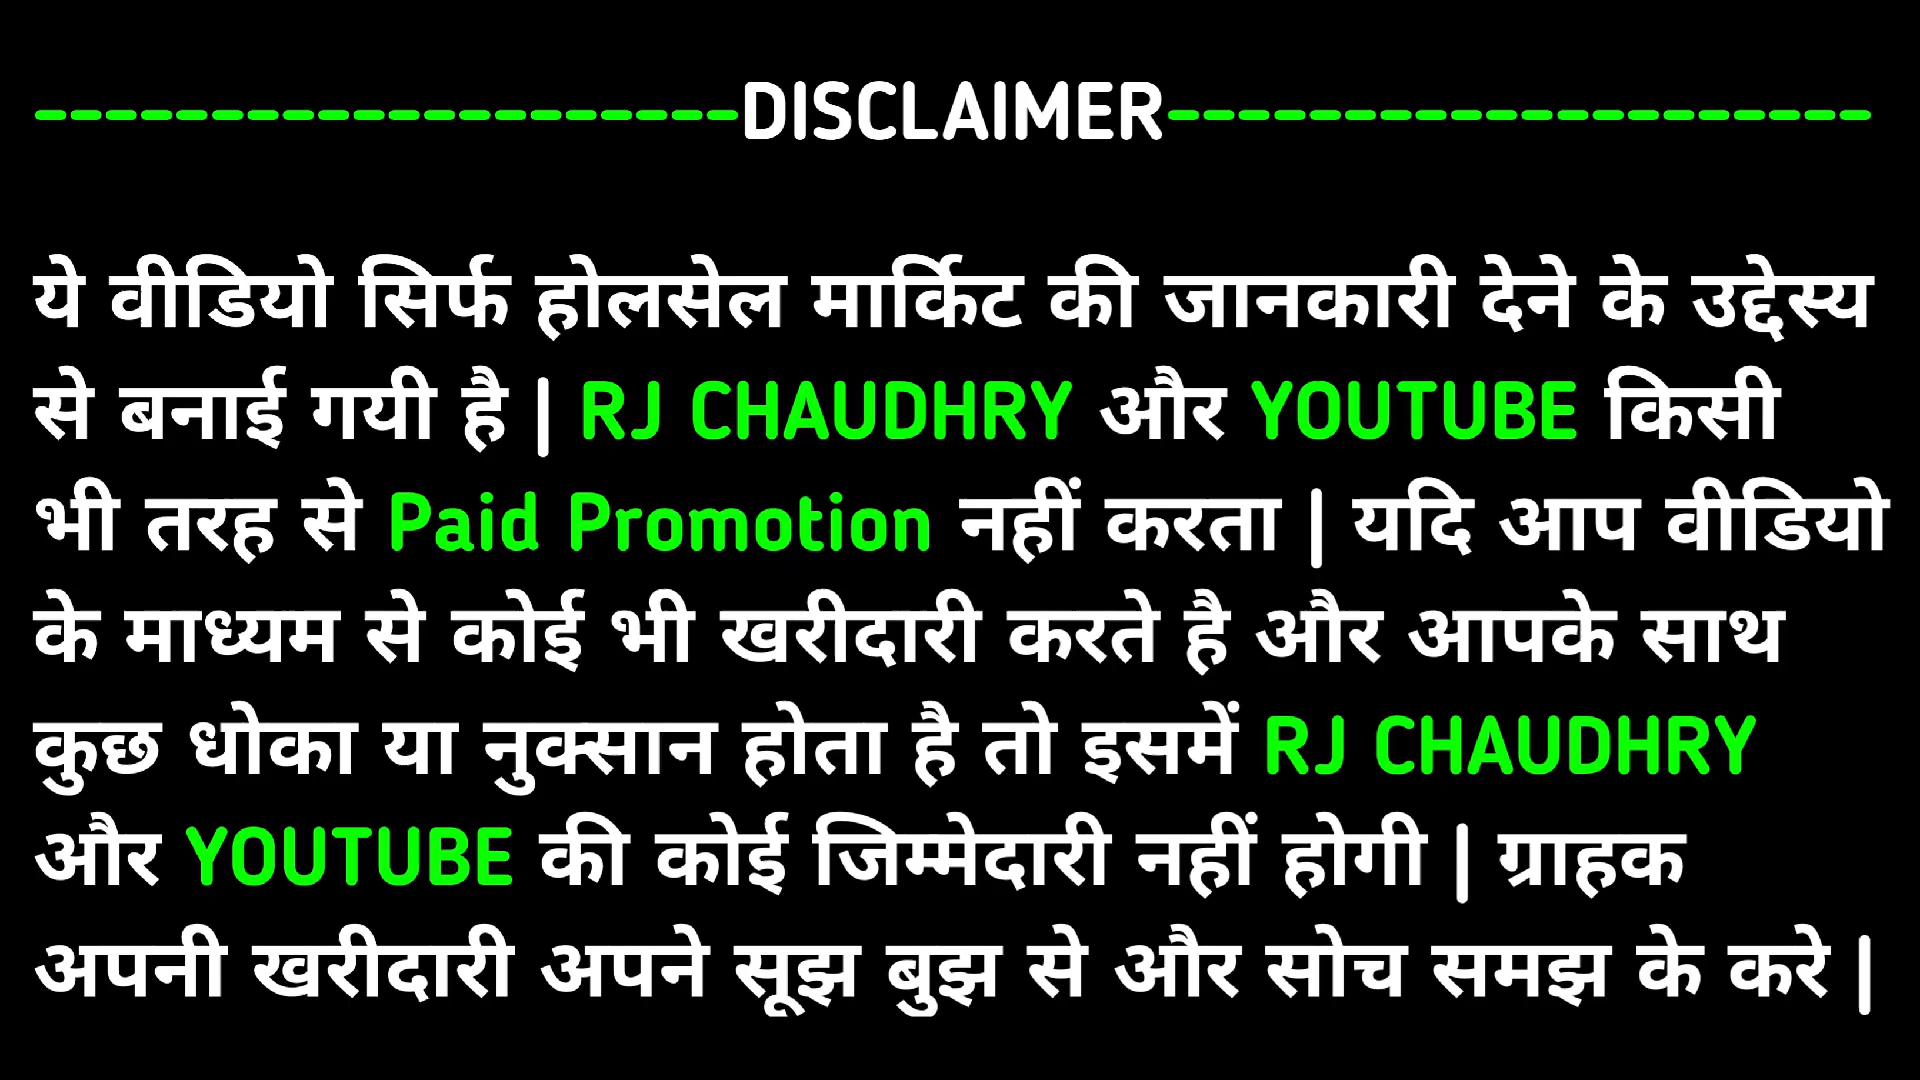 --------------------DISCLAIMER--------------------
ये वीडियो सिर्फ होलसेल मार्किट की जानकारी देने के उद्देस्य
से बनाई गयी है | RJ CHAUDHRY और YOUTUBE किसी
भी तरह से Paid Promotion नहीं करता | यदि आप वीडियो
के माध्यम से कोई भी खरीदारी करते है और आपके साथ
कुछ धोका या नुक्सान होता है तो इसमें RJ CHAUDHRY
और YOUTUBE की कोई जिम्मेदारी नहीं होगी | ग्राहक
अपनी खरीदारी अपने सूझ बुझ से और सोच समझ के करे |